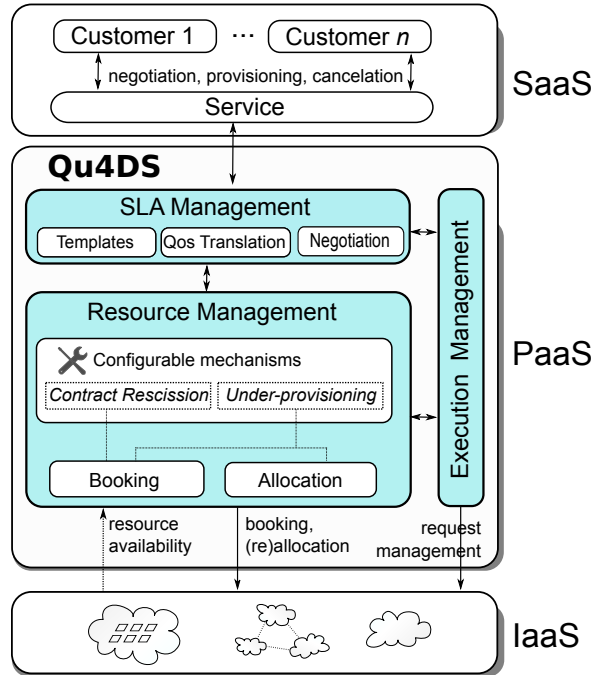 Customer 1 ... Customer n
negotiation, provisioning, cancelation
Service
SaaS
Qu4DS
SLA Management
Templates Qos Translation Negotiation
Resource Management
Configurable mechanisms
Contract Rescission Under-provisioning
Booking Allocation
Execution Management
PaaS
resource
availability
booking,
(re)allocation
request
management
IaaS